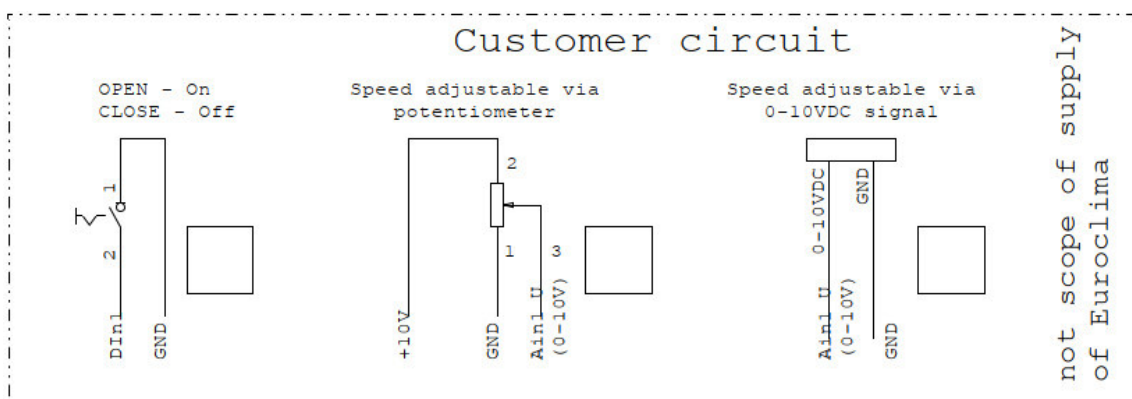 Customer circuit
OPEN - On
CLOSE - Off
1
2
DIn1
GND
Speed adjustable via
potentiometer
2
1
3
+10V
GND
Ain1 U
(0-10V)
Speed adjustable via
0-10VDC signal
0-10VDC
GND
Ain1 U
(0-10V)
GND
not scope of supply
of Euroclima